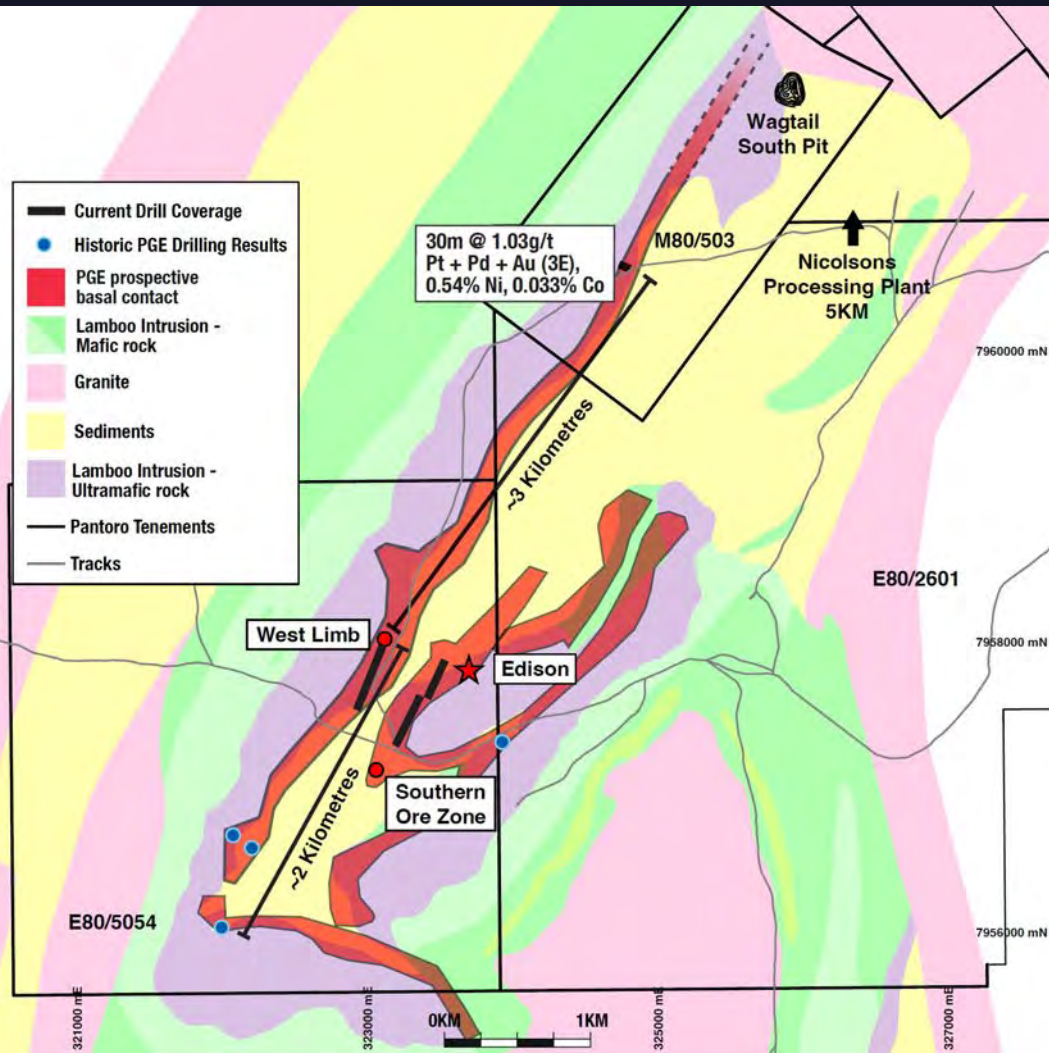 Wagtail
South Pit
Current Drill Coverage
Historic PGE Drilling Results
PGE prospective
basal contact
Lamboo Intrusion -
Mafic rock
Granite
Sediments
Lamboo Intrusion -
Ultramafic rock
Pantoro Tenements
Tracks
30m @ 1.03g/t
Pt + Pd + Au (3E),
0.54% Ni, 0.033% Co
M80/503
Nicolsons
Processing Plant
5KM
7960000 mN
~3 Kilometres
E80/2601
West Limb
7958000 mN
Edison
Southern
Ore Zone
~2 Kilometres
E80/5054
7956000 mN
321000 mE
323000 mE
325000 mE
327000 mE
0KM
1KM